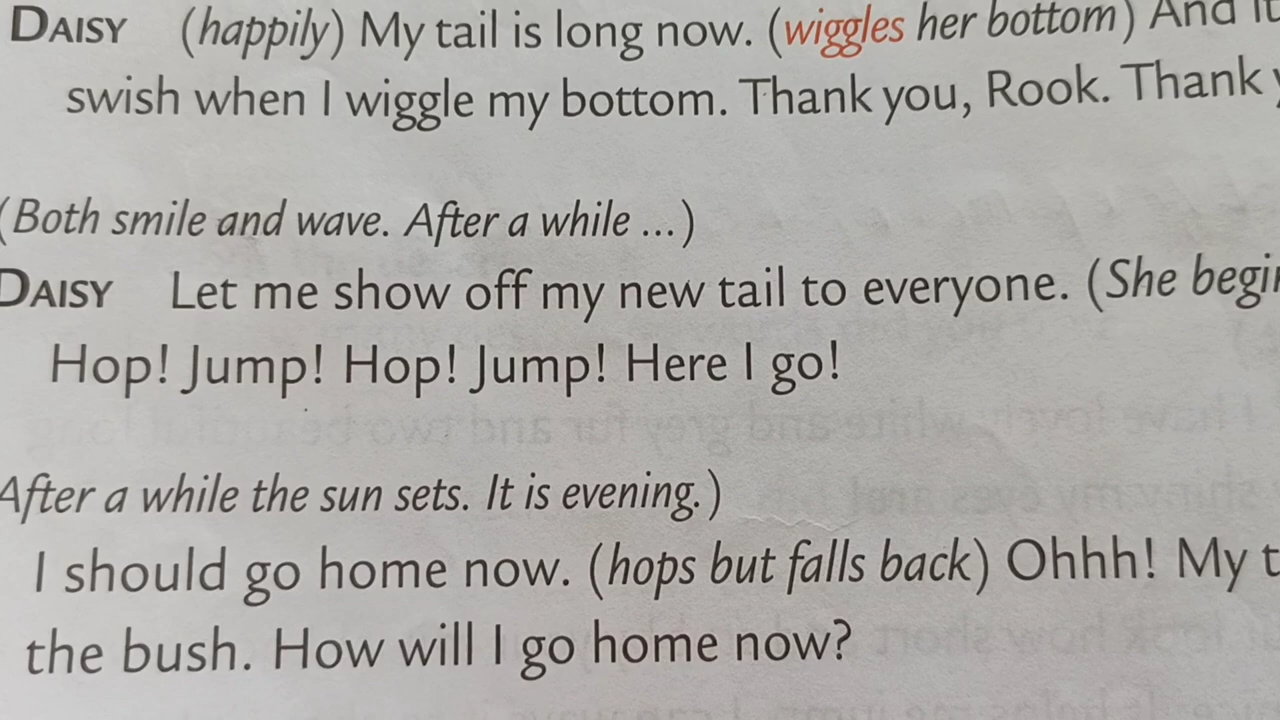 DAISY (happily) My tail is long now. (wiggles her bottom) And it
swish when I wiggle my bottom. Thank you, Rook. Thank
(Both smile and wave. After a while ...)
DAISY Let me show off my new tail to everyone. (She
Hop! Jump! Hop! Jump! Here I go!
After a while the sun sets. It is evening.)
I should go home now. (hops but falls back) Ohhh! My
the bush. How will I go home now?